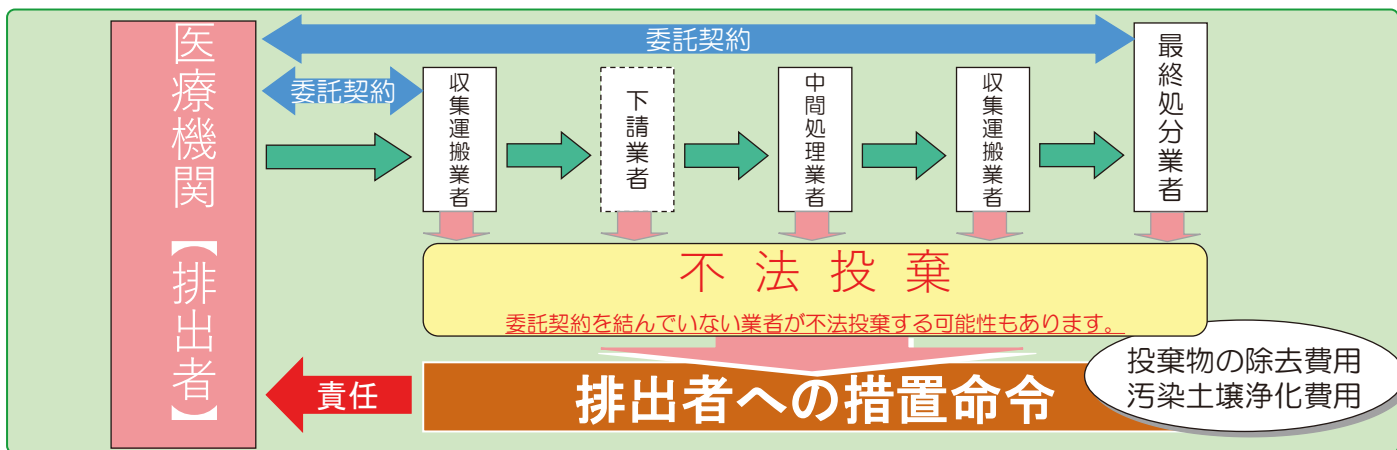 医療機関【排出者】
委託契約
委託契約
収集運搬業者
下請業者
中間処理業者
収集運搬業者
最終処分業者
不法投棄
委託契約を結んでいない業者が不法投棄する可能性もあります。
責任
排出者への措置命令
投棄物の除去費用
汚染土壌浄化費用